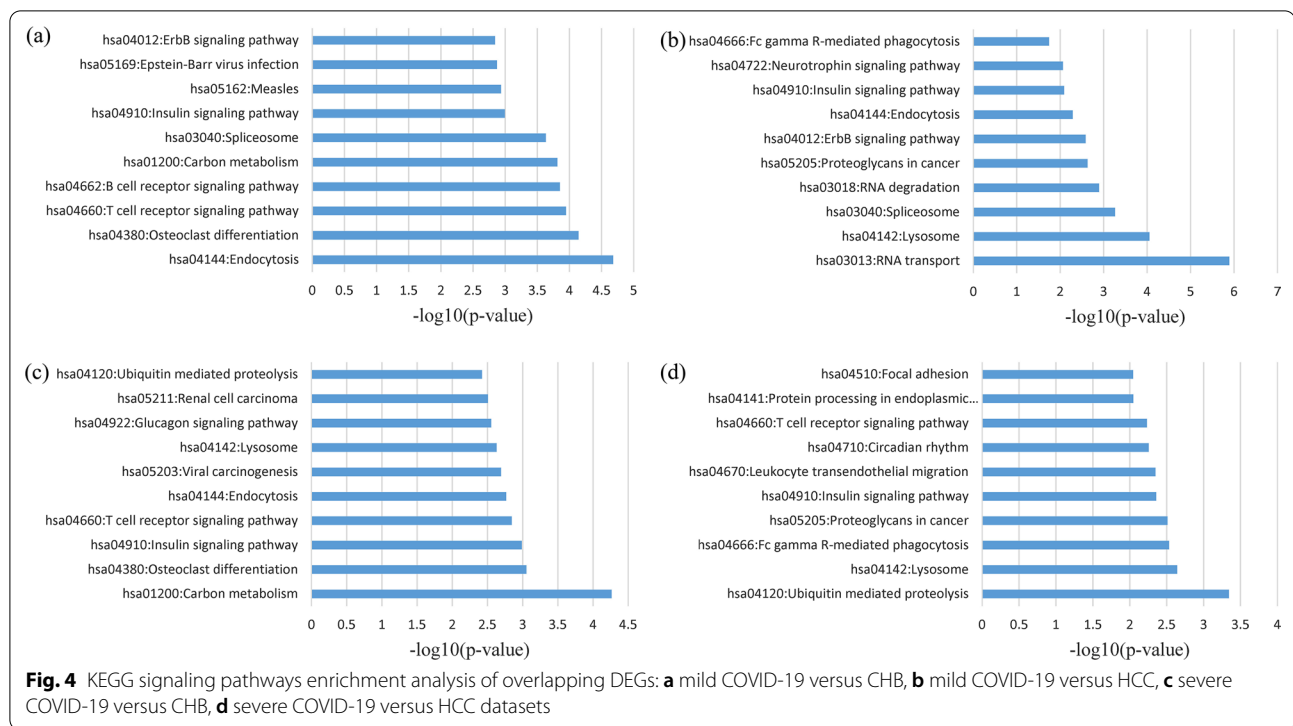 (a)
hsa04012:ErbB signaling pathway
hsa05169:Epstein-Barr virus infection
hsa05162:Measles
hsa04910:Insulin signaling pathway
hsa03040:Spliceosome
hsa01200:Carbon metabolism
hsa04662:B cell receptor signaling pathway
hsa04660:T cell receptor signaling pathway
hsa04380:Osteoclast differentiation
hsa04144:Endocytosis
0 0.5 1 1.5 2 2.5 3 3.5 4 4.5 5
-log10(p-value)
(b)
hsa04666:Fc gamma R-mediated phagocytosis
hsa04722:Neurotrophin signaling pathway
hsa04910:Insulin signaling pathway
hsa04144:Endocytosis
hsa04012:ErbB signaling pathway
hsa05205:Proteoglycans in cancer
hsa03018:RNA degradation
hsa03040:Spliceosome
hsa04142:Lysosome
hsa03013:RNA transport
0 1 2 3 4 5 6 7
-log10(p-value)
(c)
hsa04120:Ubiquitin mediated proteolysis
hsa05211:Renal cell carcinoma
hsa04922:Glucagon signaling pathway
hsa04142:Lysosome
hsa05203:Viral carcinogenesis
hsa04144:Endocytosis
hsa04660:T cell receptor signaling pathway
hsa04910:Insulin signaling pathway
hsa04380:Osteoclast differentiation
hsa01200:Carbon metabolism
0 0.5 1 1.5 2 2.5 3 3.5 4 4.5
-log10(p-value)
(d)
hsa04510:Focal adhesion
hsa04141:Protein processing in endoplasmic...
hsa04660:T cell receptor signaling pathway
hsa04710:Circadian rhythm
hsa04670:Leukocyte transendothelial migration
hsa04910:Insulin signaling pathway
hsa05205:Proteoglycans in cancer
hsa04666:Fc gamma R-mediated phagocytosis
hsa04142:Lysosome
hsa04120:Ubiquitin mediated proteolysis
0 0.5 1 1.5 2 2.5 3 3.5 4
-log10(p-value)
Fig. 4 KEGG signaling pathways enrichment analysis of overlapping DEGs: a mild COVID-19 versus CHB, b mild COVID-19 versus HCC, c severe
COVID-19 versus CHB, d severe COVID-19 versus HCC datasets